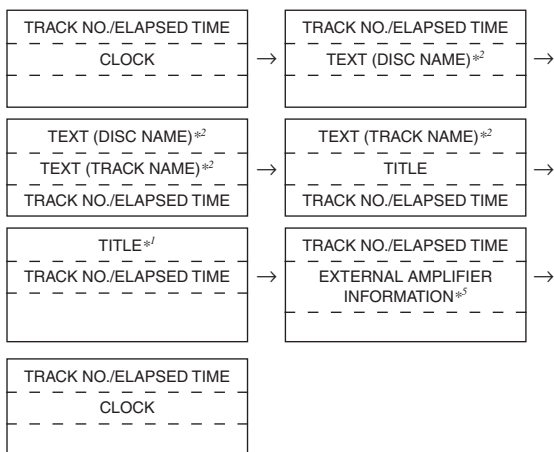 TRACK NO./ELAPSED TIME
CLOCK
→
TRACK NO./ELAPSED TIME
TEXT (DISC NAME)*2
→
TEXT (DISC NAME)*2
TEXT (TRACK NAME)*2
TRACK NO./ELAPSED TIME
→
TEXT (TRACK NAME)*2
TITLE
TRACK NO./ELAPSED TIME
→
TITLE*1
TRACK NO./ELAPSED TIME
→
TRACK NO./ELAPSED TIME
EXTERNAL AMPLIFIER
INFORMATION*5
→
TRACK NO./ELAPSED TIME
CLOCK